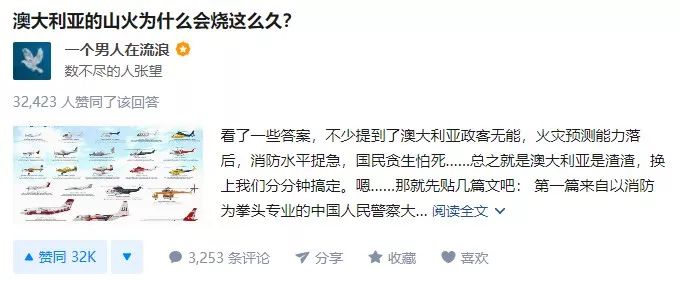 澳大利亚的山火为什么会烧这么久？
一个男人在流浪
数不尽的人张望
32,423 人赞同了该回答
看了一些答案，不少提到了澳大利亚政客无能，火灾预测能力落
后，消防水平捉急，国民贪生怕死......总之就是澳大利亚是渣渣，换
上我们分分钟搞定。嗯......那就先贴几篇文吧： 第一篇来自以消防
为拳头专业的中国人民警察大... 阅读全文
赞同 32K
3,253 条评论
分享
收藏
喜欢